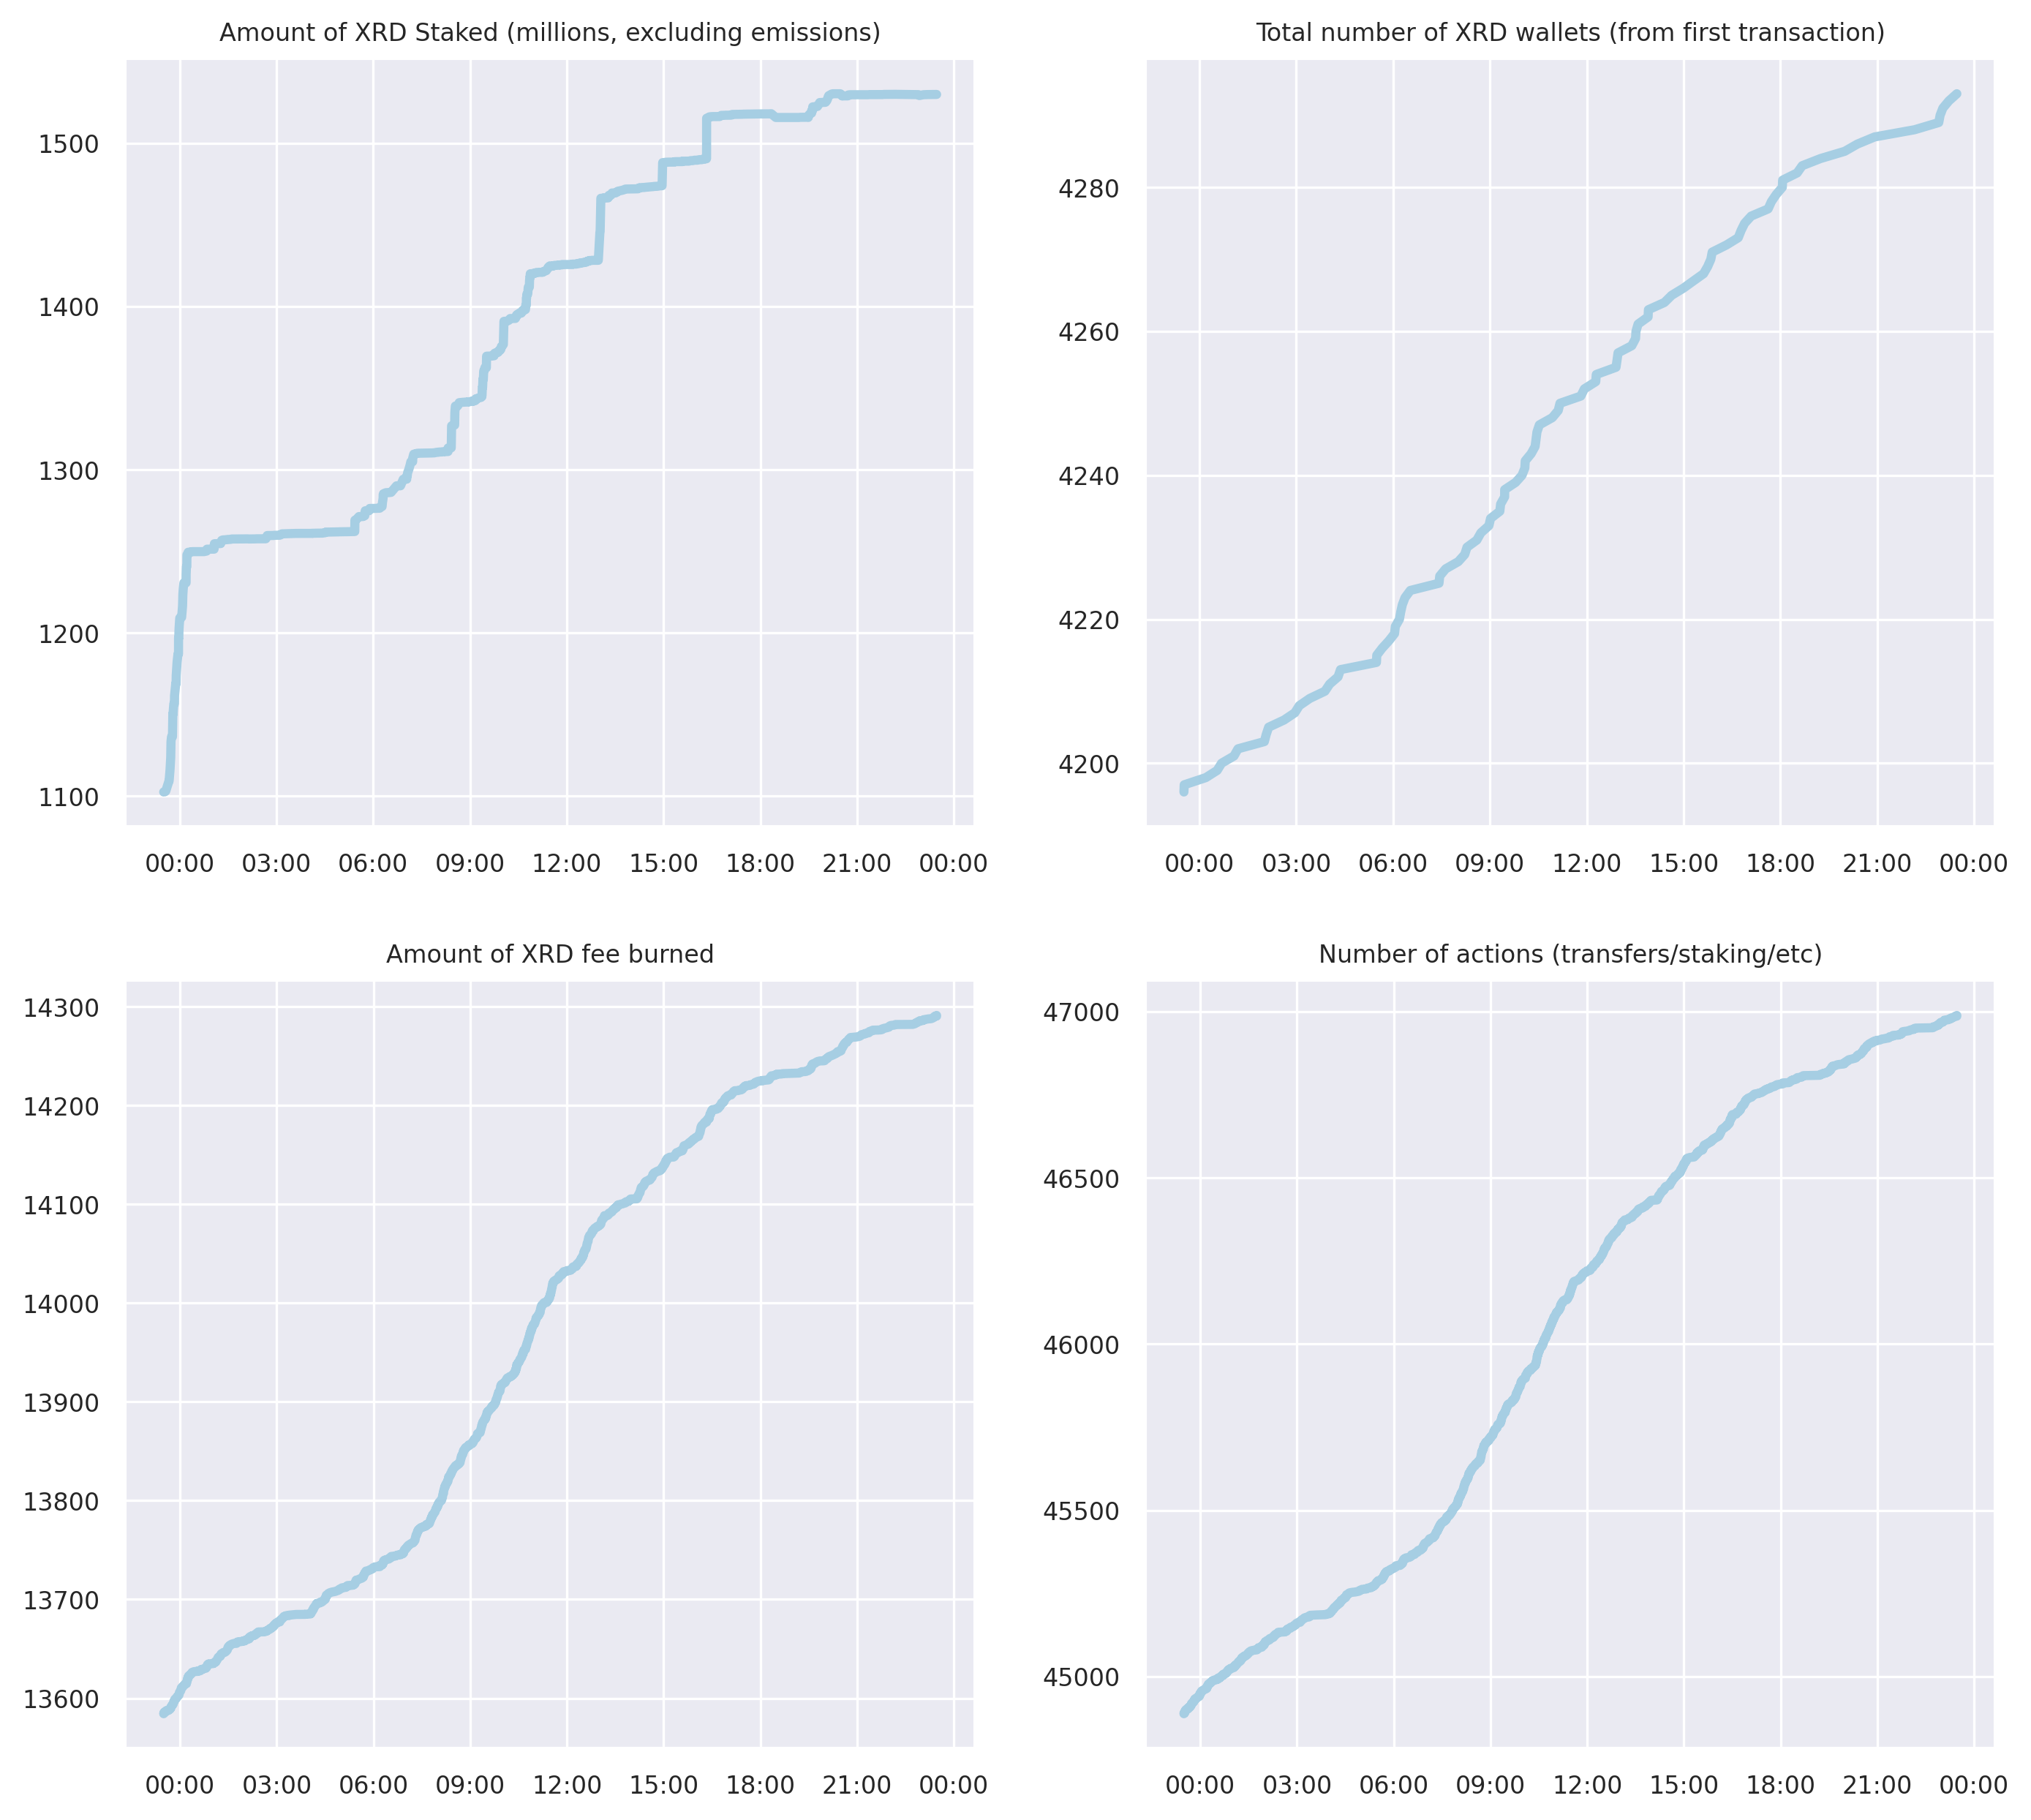 Amount of XRD Staked (millions, excluding emissions)
1500
1400
1300
1200
1100
00:00 03:00 06:00 09:00 12:00 15:00 18:00 21:00 00:00
Total number of XRD wallets (from first transaction)
4280
4260
4240
4220
4200
00:00 03:00 06:00 09:00 12:00 15:00 18:00 21:00 00:00
Amount of XRD fee burned
14300
14200
14100
14000
13900
13800
13700
13600
00:00 03:00 06:00 09:00 12:00 15:00 18:00 21:00 00:00
Number of actions (transfers/staking/etc)
47000
46500
46000
45500
45000
00:00 03:00 06:00 09:00 12:00 15:00 18:00 21:00 00:00